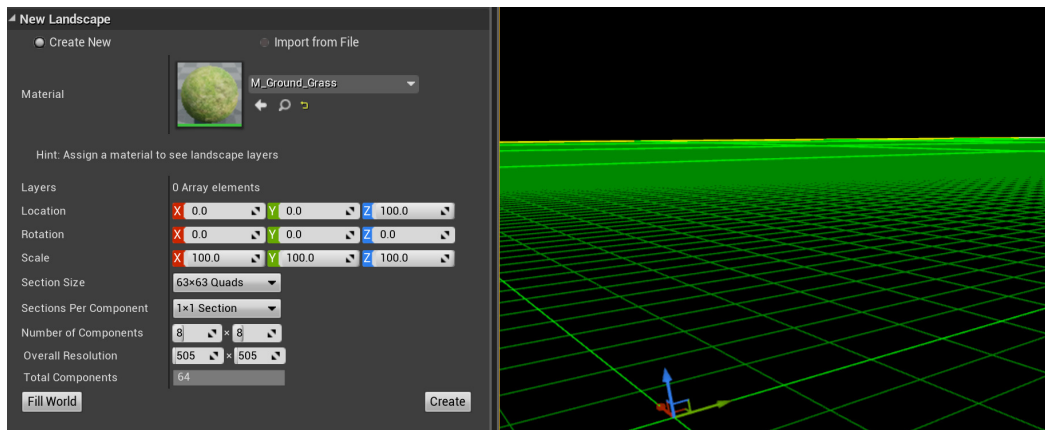 New Landscape
Create New Import from File
Material M_Ground_Grass
Hint: Assign a material to see landscape layers
Layers 0 Array elements
Location X 0.0 Y 0.0 Z 100.0
Rotation X 0.0 Y 0.0 Z 0.0
Scale X 100.0 Y 100.0 Z 100.0
Section Size 63×63 Quads
Sections Per Component 1×1 Section
Number of Components 8 × 8
Overall Resolution 505 × 505
Total Components 64
Fill World Create